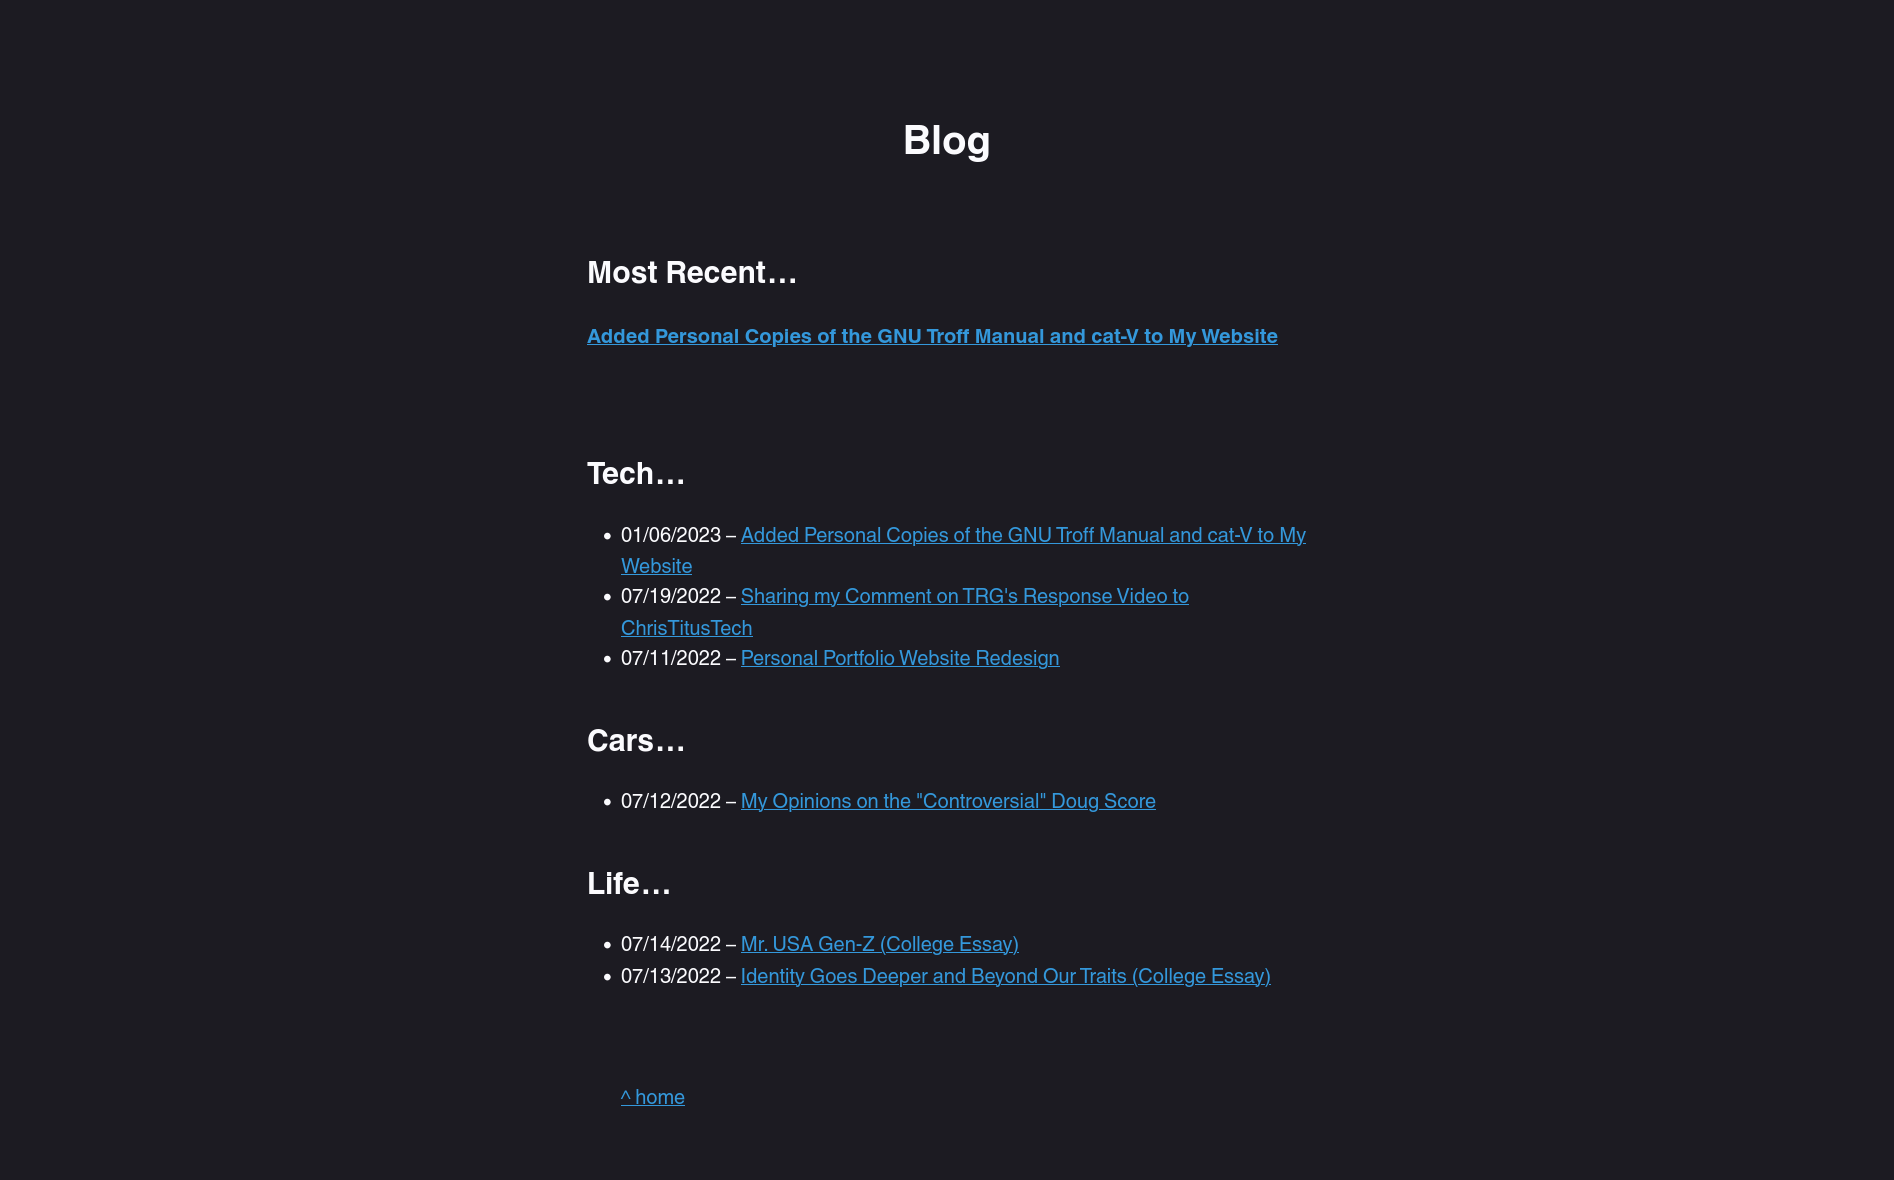 Blog
Most Recent…
Added Personal Copies of the GNU Troff Manual and cat-V to My Website
Tech…
• 01/06/2023 – Added Personal Copies of the GNU Troff Manual and cat-V to My
Website
• 07/19/2022 – Sharing my Comment on TRG's Response Video to
ChrisTitusTech
• 07/11/2022 – Personal Portfolio Website Redesign
Cars…
• 07/12/2022 – My Opinions on the "Controversial" Doug Score
Life…
• 07/14/2022 – Mr. USA Gen-Z (College Essay)
• 07/13/2022 – Identity Goes Deeper and Beyond Our Traits (College Essay)
^ home